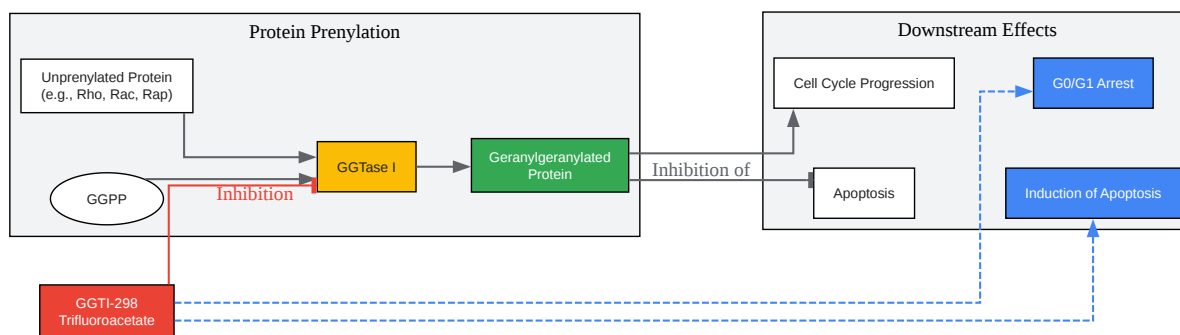 Protein Prenylation
Unprenylated Protein
(e.g., Rho, Rac, Rap)
GGPP
Inhibition
GGTase I
Geranylgeranylated
Protein
Inhibition of
Downstream Effects
Cell Cycle Progression
G0/G1 Arrest
Apoptosis
Induction of Apoptosis
GGTI-298
Trifluoroacetate